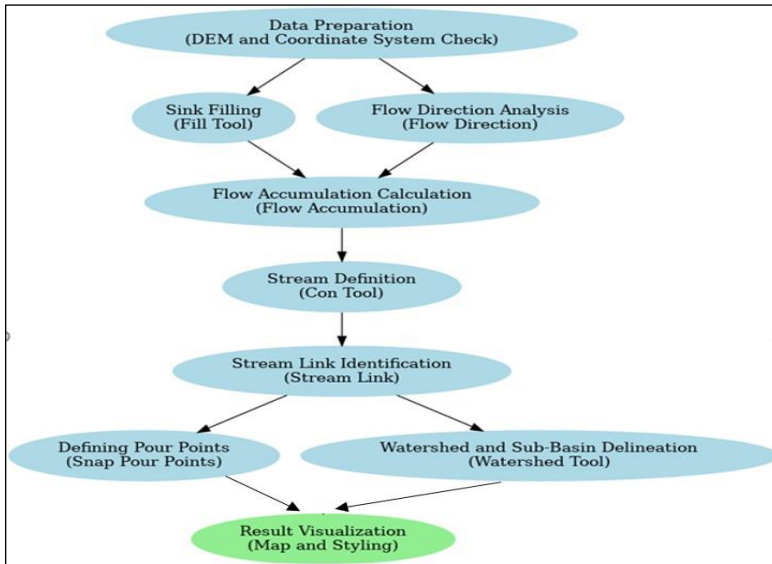 Data Preparation
(DEM and Coordinate System Check)
Sink Filling
(Fill Tool)
Flow Direction Analysis
(Flow Direction)
Flow Accumulation Calculation
(Flow Accumulation)
Stream Definition
(Con Tool)
Stream Link Identification
(Stream Link)
Defining Pour Points
(Snap Pour Points)
Watershed and Sub-Basin Delineation
(Watershed Tool)
Result Visualization
(Map and Styling)